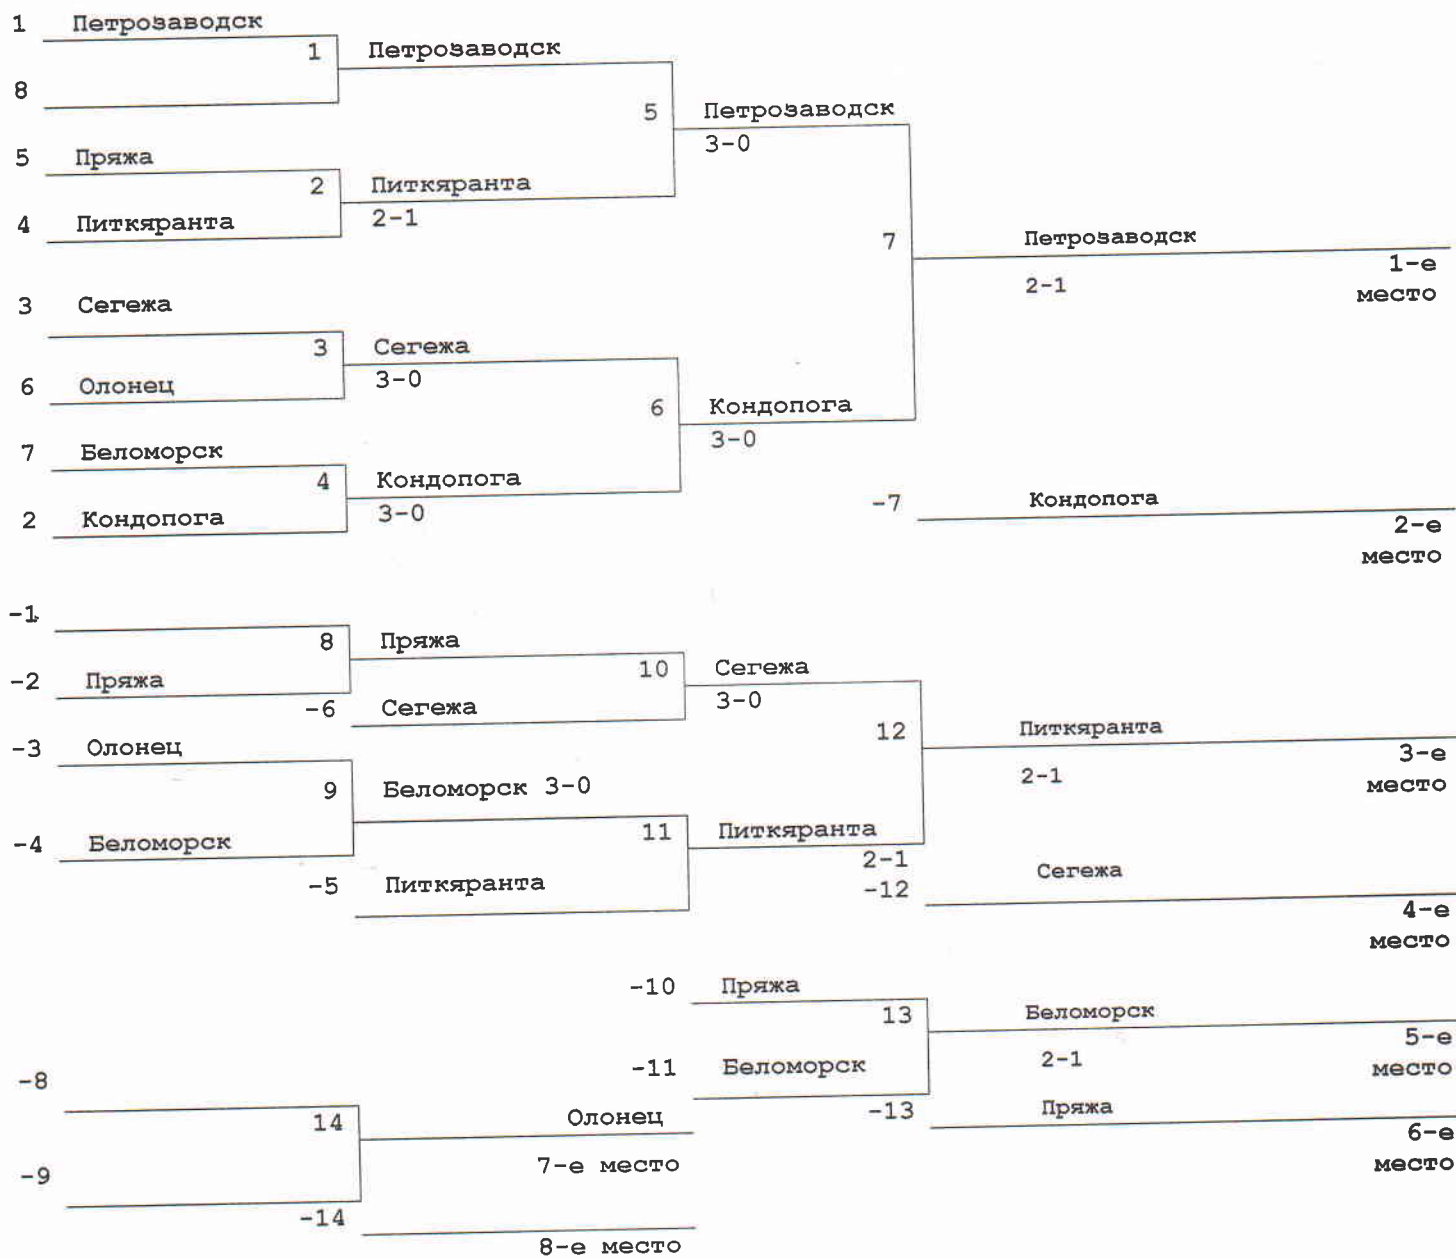 1 Петрозаводск
1 Петрозаводск
8
5 Петрозаводск
3-0
5 Пряжа
2 Питкяранта
2-1
4 Питкяранта
7 Петрозаводск
2-1
1-е
место
3 Сегежа
3 Сегежа
3-0
6 Олонец
6 Кондопога
3-0
7 Беломорск
4 Кондопога
3-0
2 Кондопога
-7 Кондопога
2-е
место
-1
8 Пряжа
-2 Пряжа
10 Сегежа
3-0
-6 Сегежа
-3 Олонец
12 Питкяранта
2-1
3-е
место
9 Беломорск 3-0
-4 Беломорск
11 Питкяранта
2-1
-5 Питкяранта
-12 Сегежа
4-е
место
-10 Пряжа
13 Беломорск
2-1
5-е
место
-11 Беломорск
-8
14 Олонец
7-е место
-13 Пряжа
6-е
место
-9
-14
8-е место